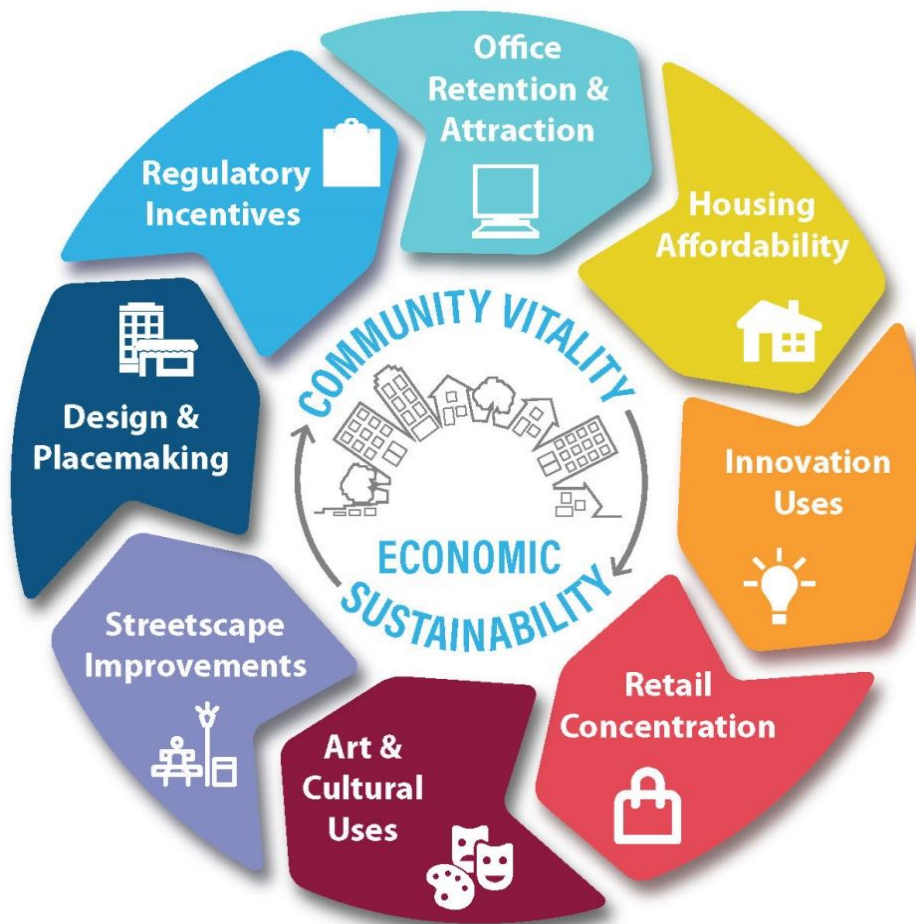 Office
Retention &
Attraction
Housing
Affordability
Innovation
Uses
Retail
Concentration
Art &
Cultural
Uses
Streetscape
Improvements
Design &
Placemaking
Regulatory
Incentives
COMMUNITY VITALITY
ECONOMIC
SUSTAINABILITY